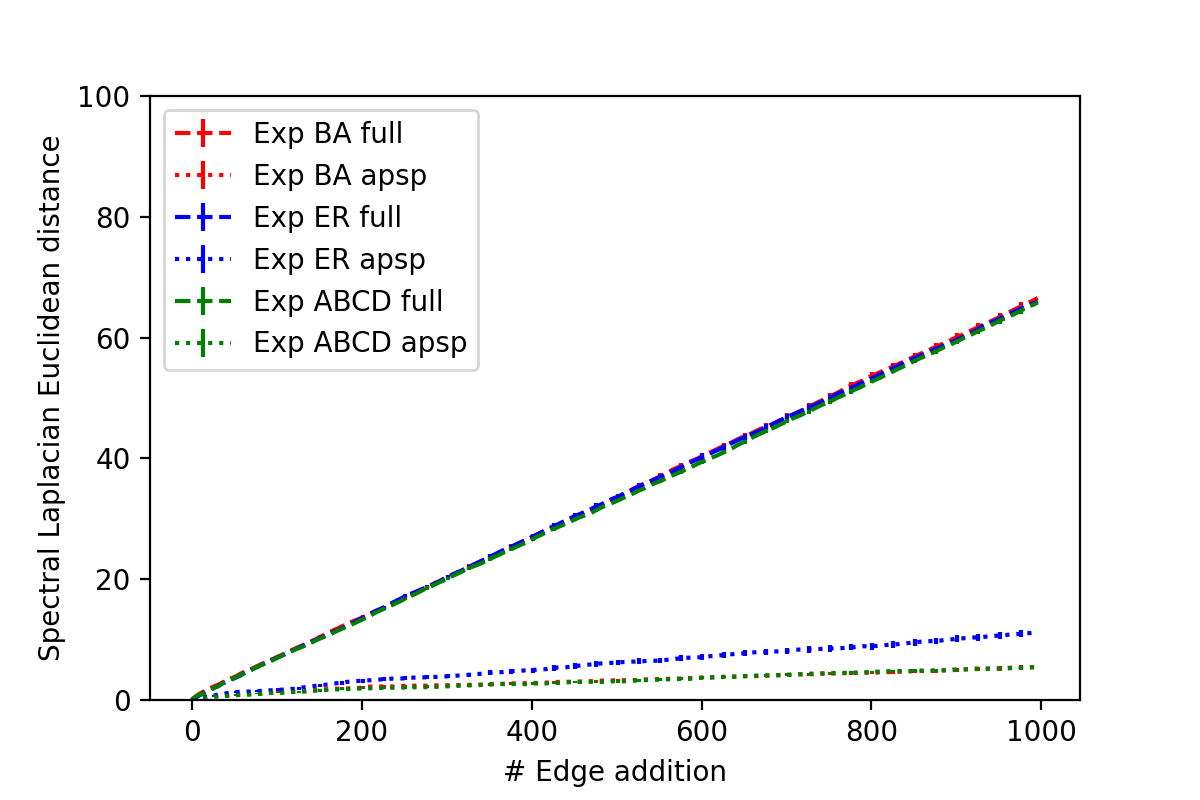 Spectral Laplacian Euclidean distance
100
80
60
40
20
0
Exp BA full
Exp BA apsp
Exp ER full
Exp ER apsp
Exp ABCD full
Exp ABCD apsp
0 200 400 600 800 1000
# Edge addition